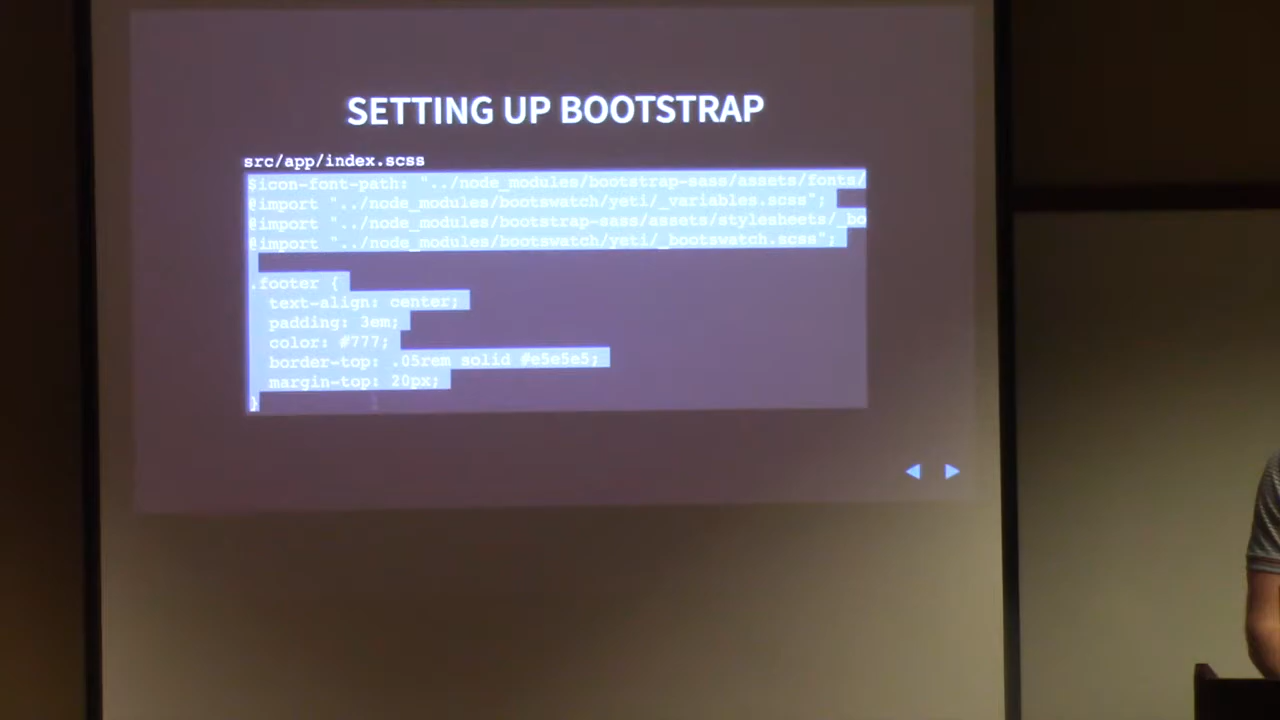 SETTING UP BOOTSTRAP
src/app/index.scss
$icon-font-path: "../node_modules/bootstrap-sass/assets/fonts/
@import "../node_modules/bootswatch/yeti/_variables.scss";
@import "../node_modules/bootstrap-sass/assets/stylesheets/_bo
@import "../node_modules/bootswatch/yeti/_bootswatch.scss";
.footer {
text-align: center;
padding: 3em;
color: #777;
border-top: .05rem solid #e5e5e5;
margin-top: 20px;
}